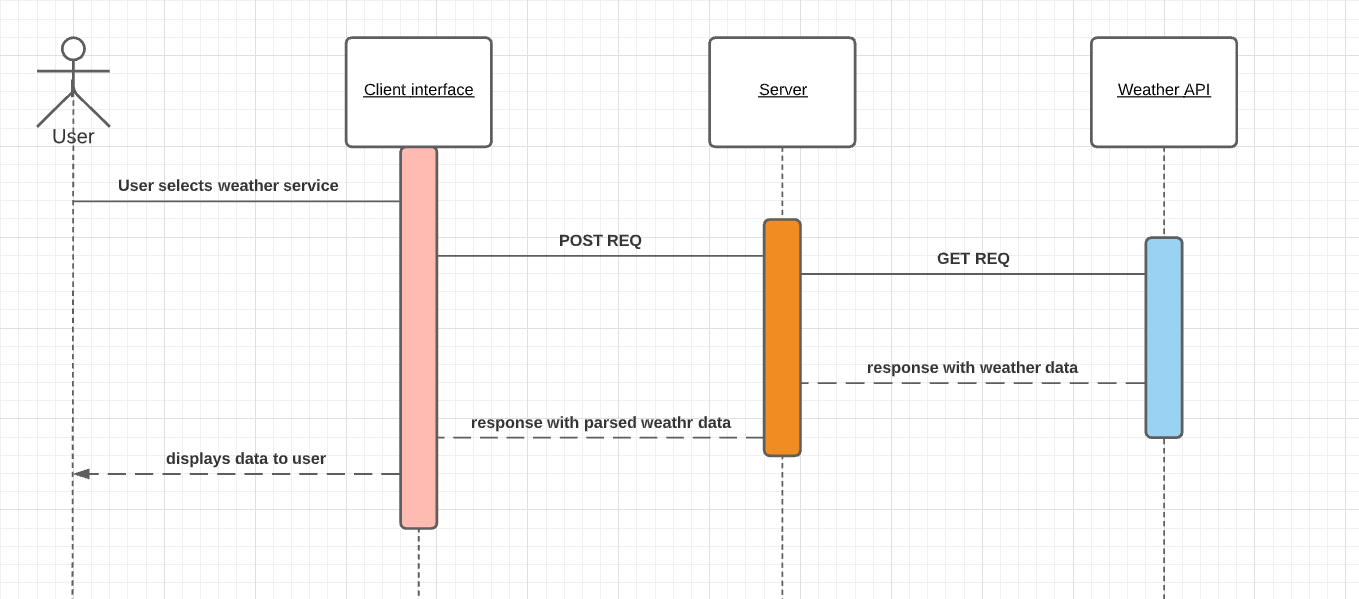 User
Client interface
Server
Weather API
User selects weather service
POST REQ
GET REQ
response with weather data
response with parsed weathr data
displays data to user